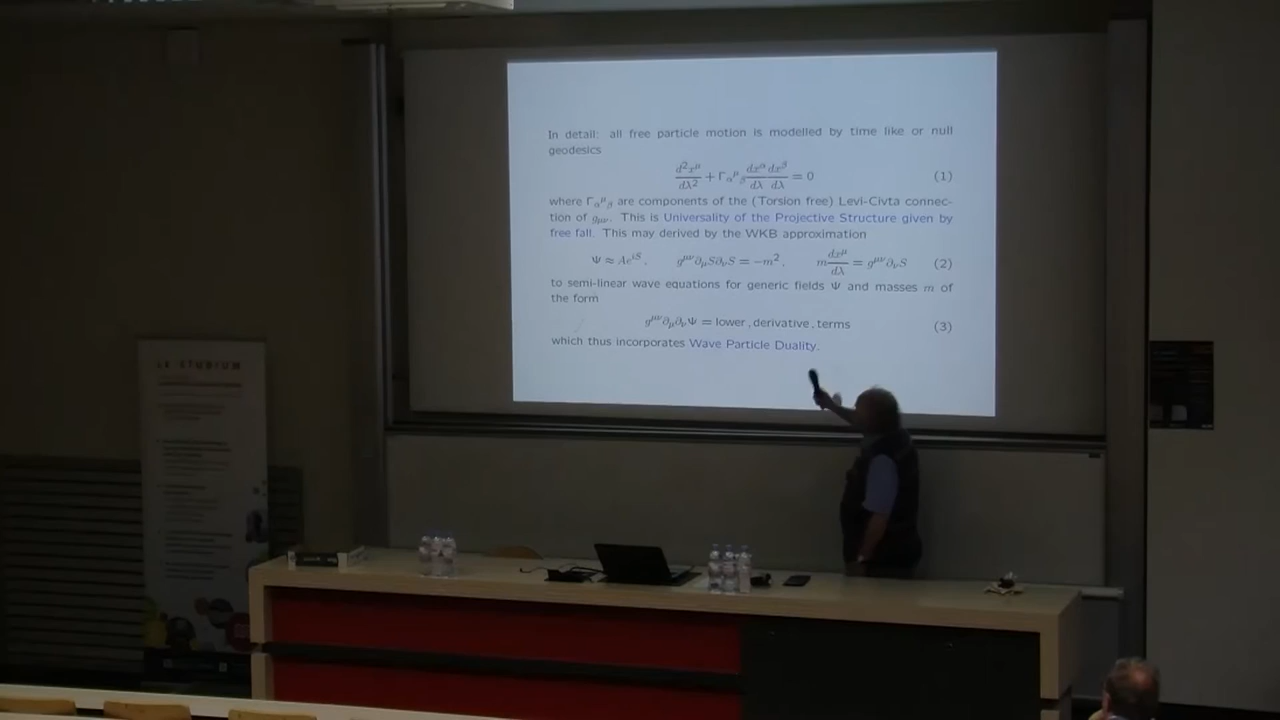 In detail: all free particle motion is modelled by time like or null
geodesics
d²x^μ/dλ² + Γ_α^μ_β dx^α/dλ dx^β/dλ = 0 (1)
where Γ_α^μ_β are components of the (Torsion free) Levi-Civta connec-
tion of g_μν. This is Universality of the Projective Structure given by
free fall. This may derived by the WKB approximation
Ψ ≈ Ae^iS, g^μν∂_μS∂_νS = −m², m dx^μ/dλ = g^μν∂_νS (2)
to semi-linear wave equations for generic fields Ψ and masses m of
the form
g^μν∂_μ∂_νΨ = lower, derivative, terms (3)
which thus incorporates Wave Particle Duality.
LE STUDIUM